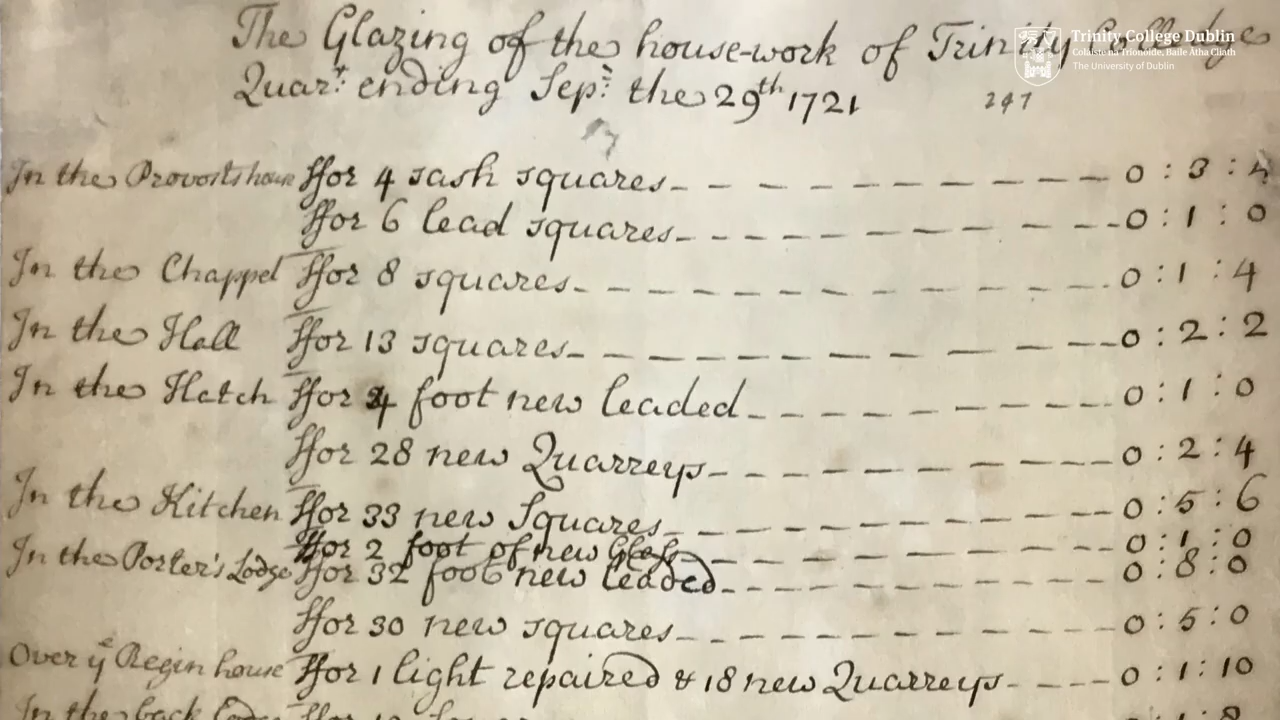 The Glazing of the house-work of Trinity Colledge
Quar.t ending Sep.r the 29th 1721
247
Trinity College Dublin
Coláiste na Tríonóide, Baile Átha Cliath
The University of Dublin
In the Provosts house ffor 4 sash squares - - - 0 : 3 : 4
ffor 6 lead squares - - - 0 : 1 : 0
In the Chappel ffor 8 squares - - - 0 : 1 : 4
In the Hall ffor 13 squares - - - 0 : 2 : 2
In the Hatch ffor 4 foot new leaded - - - 0 : 1 : 0
ffor 28 new Quarreys - - - 0 : 2 : 4
In the Kitchen ffor 33 new Squares - - - 0 : 5 : 6
ffor 2 foot of new Glass - - - 0 : 1 : 0
In the Porter's Lodge ffor 32 foot new leaded - - - 0 : 8 : 0
ffor 30 new squares - - - 0 : 5 : 0
Over ye Regin house ffor 1 light repaired & 18 new Quarreys - - - 0 : 1 : 10
In the back ffor : 8